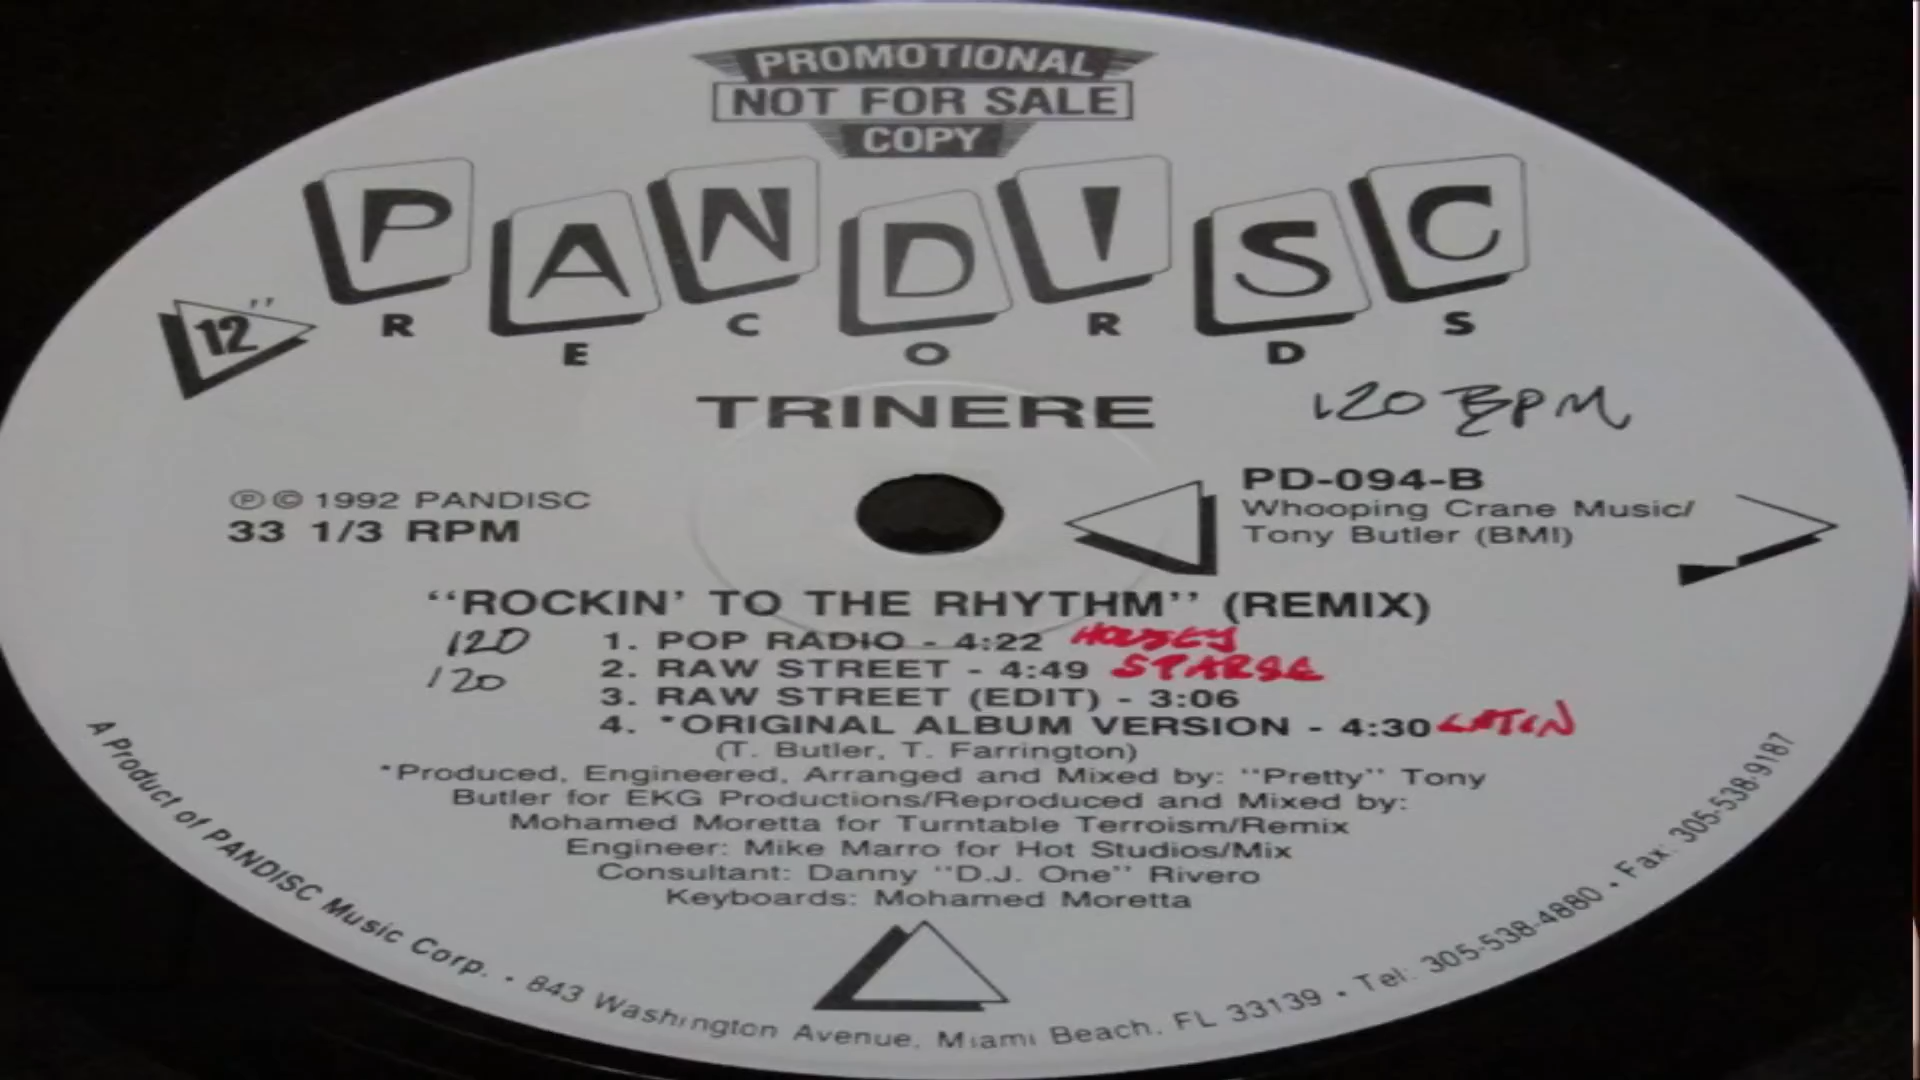 PROMOTIONAL
NOT FOR SALE
COPY
PANDISC
RECORDS
12"
TRINERE
120 BPM
℗ © 1992 PANDISC
33 1/3 RPM
PD-094-B
Whooping Crane Music/
Tony Butler (BMI)
"ROCKIN' TO THE RHYTHM" (REMIX)
120 1. POP RADIO - 4:22 HOUSEY
120 2. RAW STREET - 4:49 SPARSE
3. RAW STREET (EDIT) - 3:06
4. *ORIGINAL ALBUM VERSION - 4:30 LATIN
(T. Butler, T. Farrington)
*Produced, Engineered, Arranged and Mixed by: "Pretty" Tony
Butler for EKG Productions/Reproduced and Mixed by:
Mohamed Moretta for Turntable Terroism/Remix
Engineer: Mike Marro for Hot Studios/Mix
Consultant: Danny "D.J. One" Rivero
Keyboards: Mohamed Moretta
A Product of PANDISC Music Corp. • 843 Washington Avenue, Miami Beach, FL 33139 • Tel: 305-538-4880 • Fax: 305-538-9187